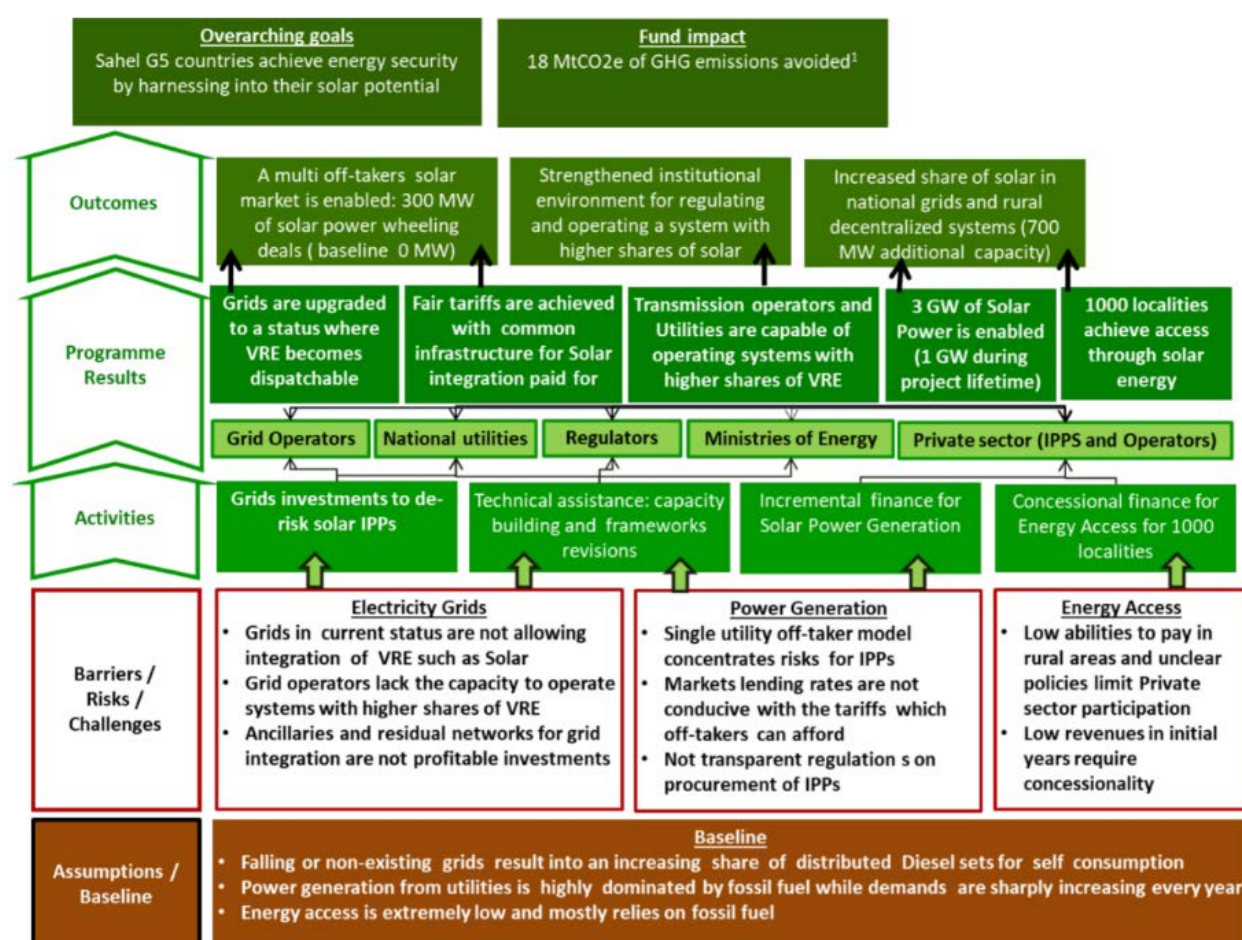 Overarching goals
Sahel G5 countries achieve energy security
by harnessing into their solar potential
Fund impact
18 MtCO2e of GHG emissions avoided1
Outcomes
A multi off-takers solar
market is enabled: 300 MW
of solar power wheeling
deals ( baseline 0 MW)
Strengthened institutional
environment for regulating
and operating a system with
higher shares of solar
Increased share of solar in
national grids and rural
decentralized systems (700
MW additional capacity)
Programme
Results
Grids are upgraded
to a status where
VRE becomes
dispatchable
Fair tariffs are achieved
with common
infrastructure for Solar
integration paid for
Transmission operators and
Utilities are capable of
operating systems with
higher shares of VRE
3 GW of Solar
Power is enabled
(1 GW during
project lifetime)
1000 localities
achieve access
through solar
energy
Grid Operators
National utilities
Regulators
Ministries of Energy
Private sector (IPPS and Operators)
Activities
Grids investments to de-
risk solar IPPs
Technical assistance: capacity
building and frameworks
revisions
Incremental finance for
Solar Power Generation
Concessional finance for
Energy Access for 1000
localities
Barriers /
Risks /
Challenges
Electricity Grids
• Grids in current status are not allowing
integration of VRE such as Solar
• Grid operators lack the capacity to operate
systems with higher shares of VRE
• Ancillaries and residual networks for grid
integration are not profitable investments
Power Generation
• Single utility off-taker model
concentrates risks for IPPs
• Markets lending rates are not
conducive with the tariffs which
off-takers can afford
• Not transparent regulation s on
procurement of IPPs
Energy Access
• Low abilities to pay in
rural areas and unclear
policies limit Private
sector participation
• Low revenues in initial
years require
concessionality
Assumptions /
Baseline
Baseline
• Falling or non-existing grids result into an increasing share of distributed Diesel sets for self consumption
• Power generation from utilities is highly dominated by fossil fuel while demands are sharply increasing every year
• Energy access is extremely low and mostly relies on fossil fuel